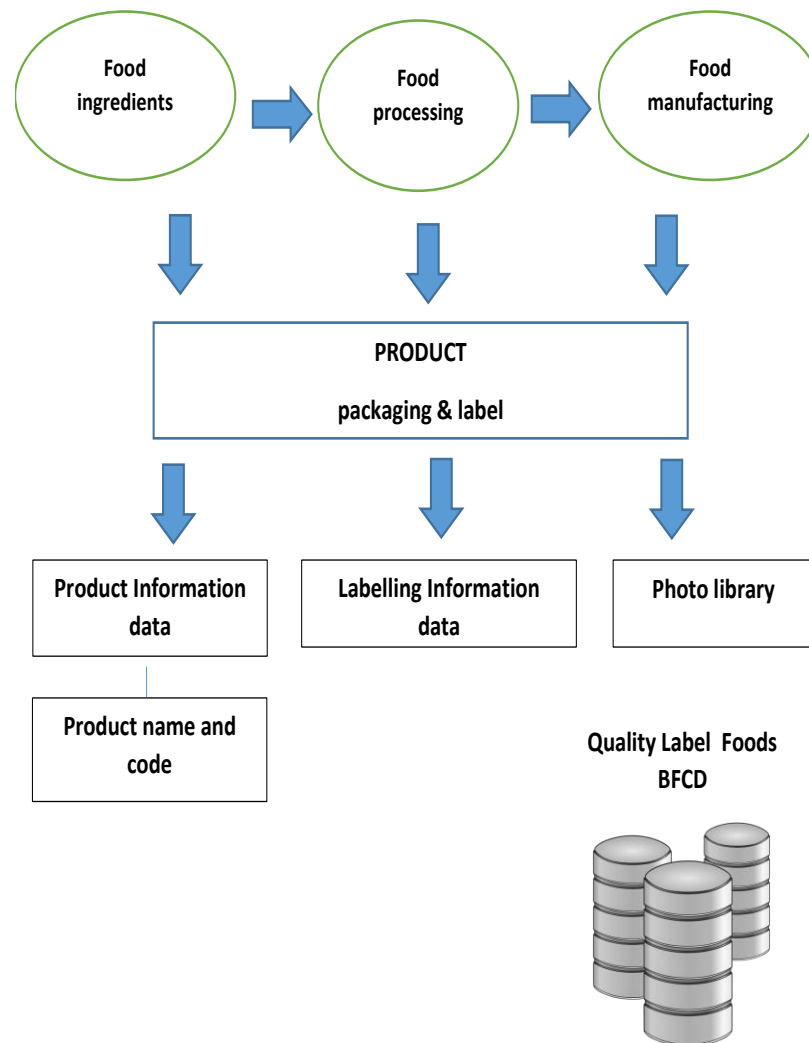 Food
ingredients
Food
processing
Food
manufacturing
PRODUCT
packaging & label
Product Information
data
Labelling Information
data
Photo library
Product name and
code
Quality Label Foods
BFCD